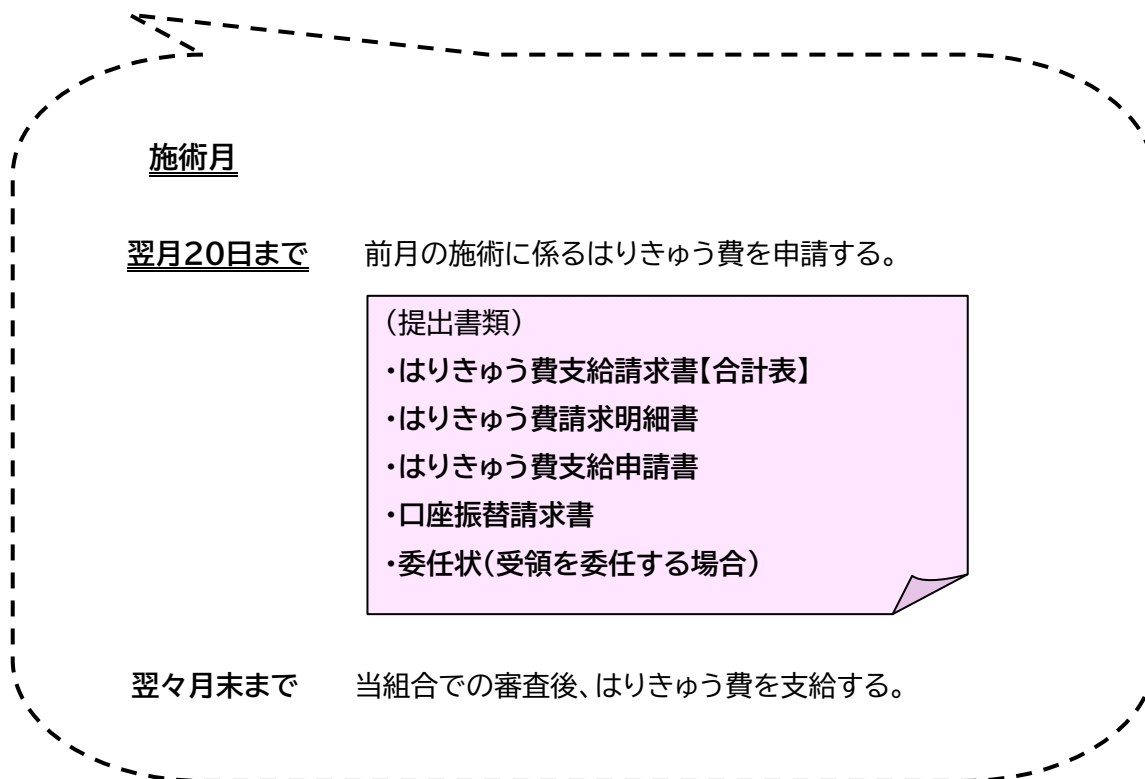 施術月
翌月20日まで 前月の施術に係るはりきゅう費を申請する。
(提出書類)
・はりきゅう費支給請求書【合計表】
・はりきゅう費請求明細書
・はりきゅう費支給申請書
・口座振替請求書
・委任状(受領を委任する場合)
翌々月末まで 当組合での審査後、はりきゅう費を支給する。